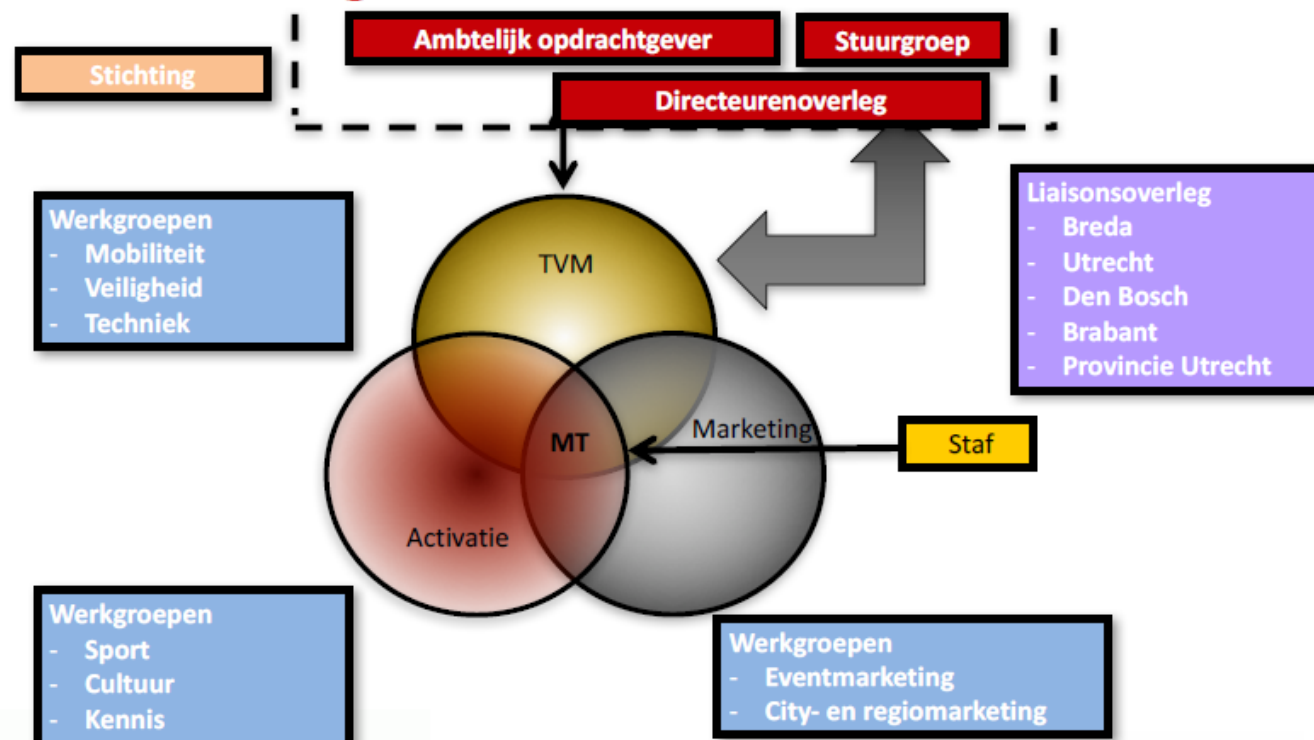 Ambtelijk opdrachtgever
Stuurgroep
Stichting
Directeurenoverleg
Werkgroepen
- Mobiliteit
- Veiligheid
- Techniek
TVM
Liaisonsoverleg
- Breda
- Utrecht
- Den Bosch
- Brabant
- Provincie Utrecht
MT
Marketing
Staf
Activatie
Werkgroepen
- Sport
- Cultuur
- Kennis
Werkgroepen
- Eventmarketing
- City- en regiomarketing